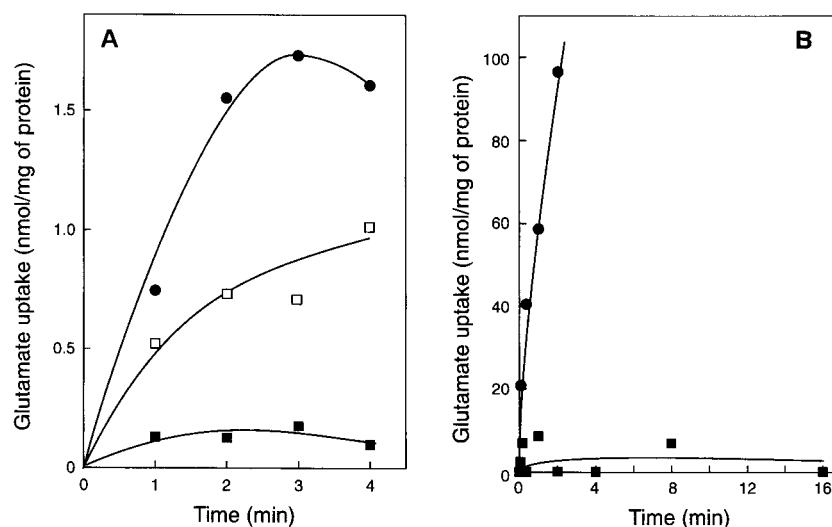 A
Glutamate uptake (nmol/mg of protein)
1.5
1.0
0.5
0
0 1 2 3 4
Time (min)
B
Glutamate uptake (nmol/mg of protein)
100
80
60
40
20
0
0 4 8 12 16
Time (min)